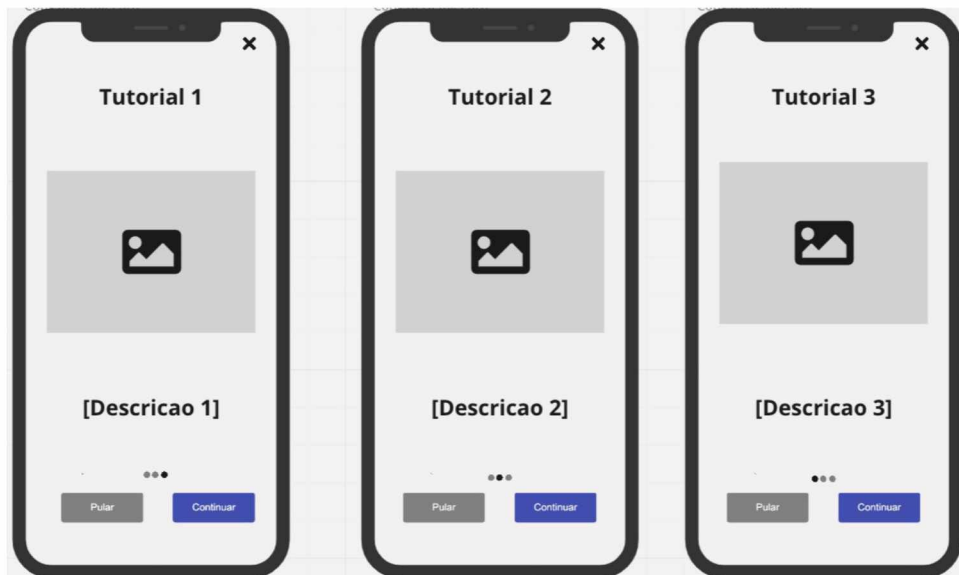 Tutorial 1
[Descricao 1]
Pular
Continuar
Tutorial 2
[Descricao 2]
Pular
Continuar
Tutorial 3
[Descricao 3]
Pular
Continuar